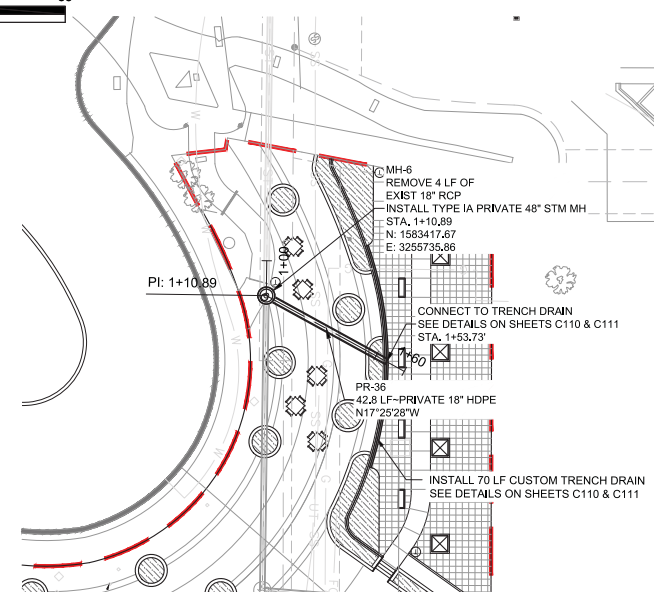 MH-6
REMOVE 4 LF OF
EXIST 18" RCP
INSTALL TYPE IA PRIVATE 48" STM MH
STA. 1+10.89
N: 1583417.67
E: 3255735.86
1+00
PI: 1+10.89
CONNECT TO TRENCH DRAIN
SEE DETAILS ON SHEETS C110 & C111
STA. 1+53.73'
1+60
PR-36
42.8 LF~PRIVATE 18" HDPE
N17°25'28"W
INSTALL 70 LF CUSTOM TRENCH DRAIN
SEE DETAILS ON SHEETS C110 & C111
W
W
W
W
SS
SS
G